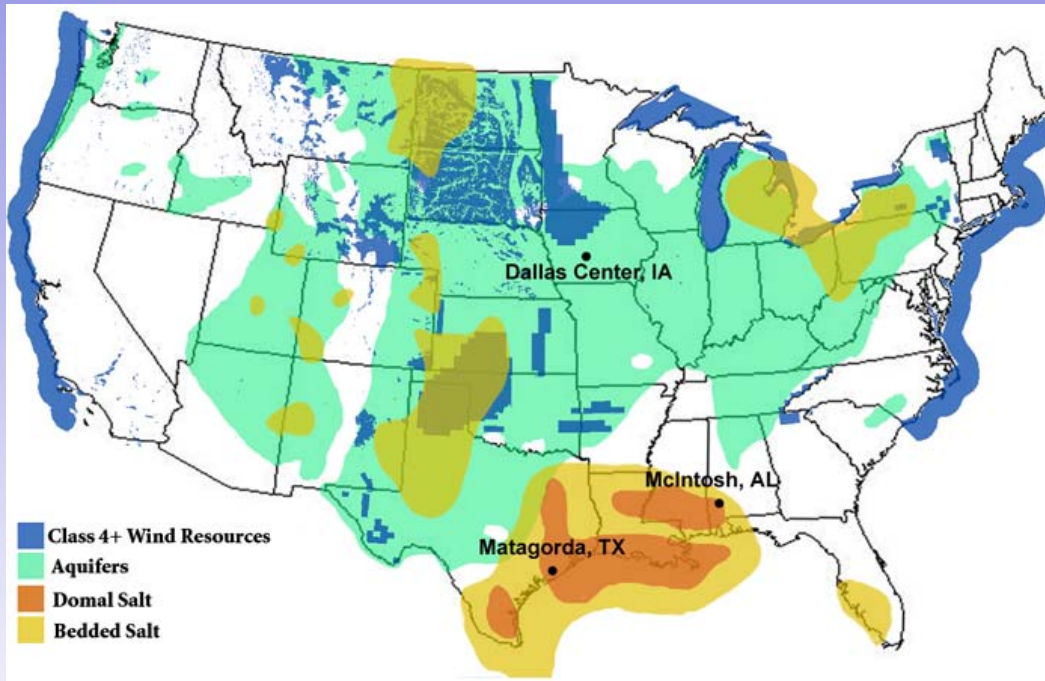 Dallas Center, IA
McIntosh, AL
Matagorda, TX
Class 4+ Wind Resources
Aquifers
Domal Salt
Bedded Salt